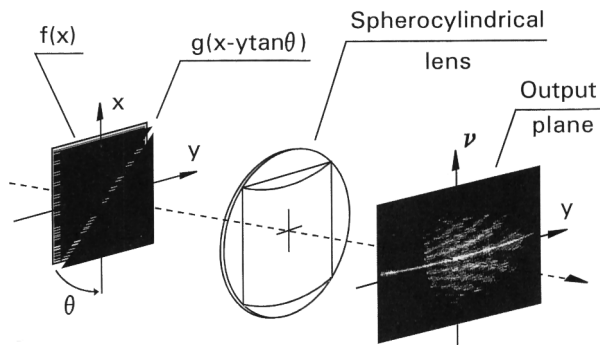 f(x)
g(x-ytanθ)
Spherocylindrical
lens
Output
plane
x
y
θ
ν
y